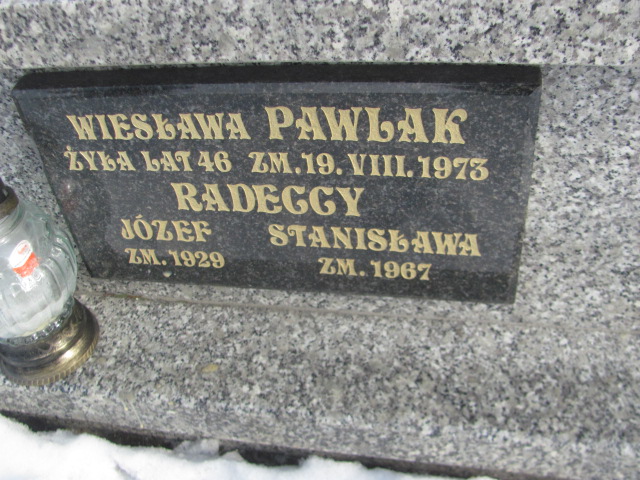 WIESŁAWA PAWLAK
ŻYŁA LAT 46 ZM. 19. VIII. 1973
RADECCY
JÓZEF STANISŁAWA
ZM. 1929 ZM. 1967